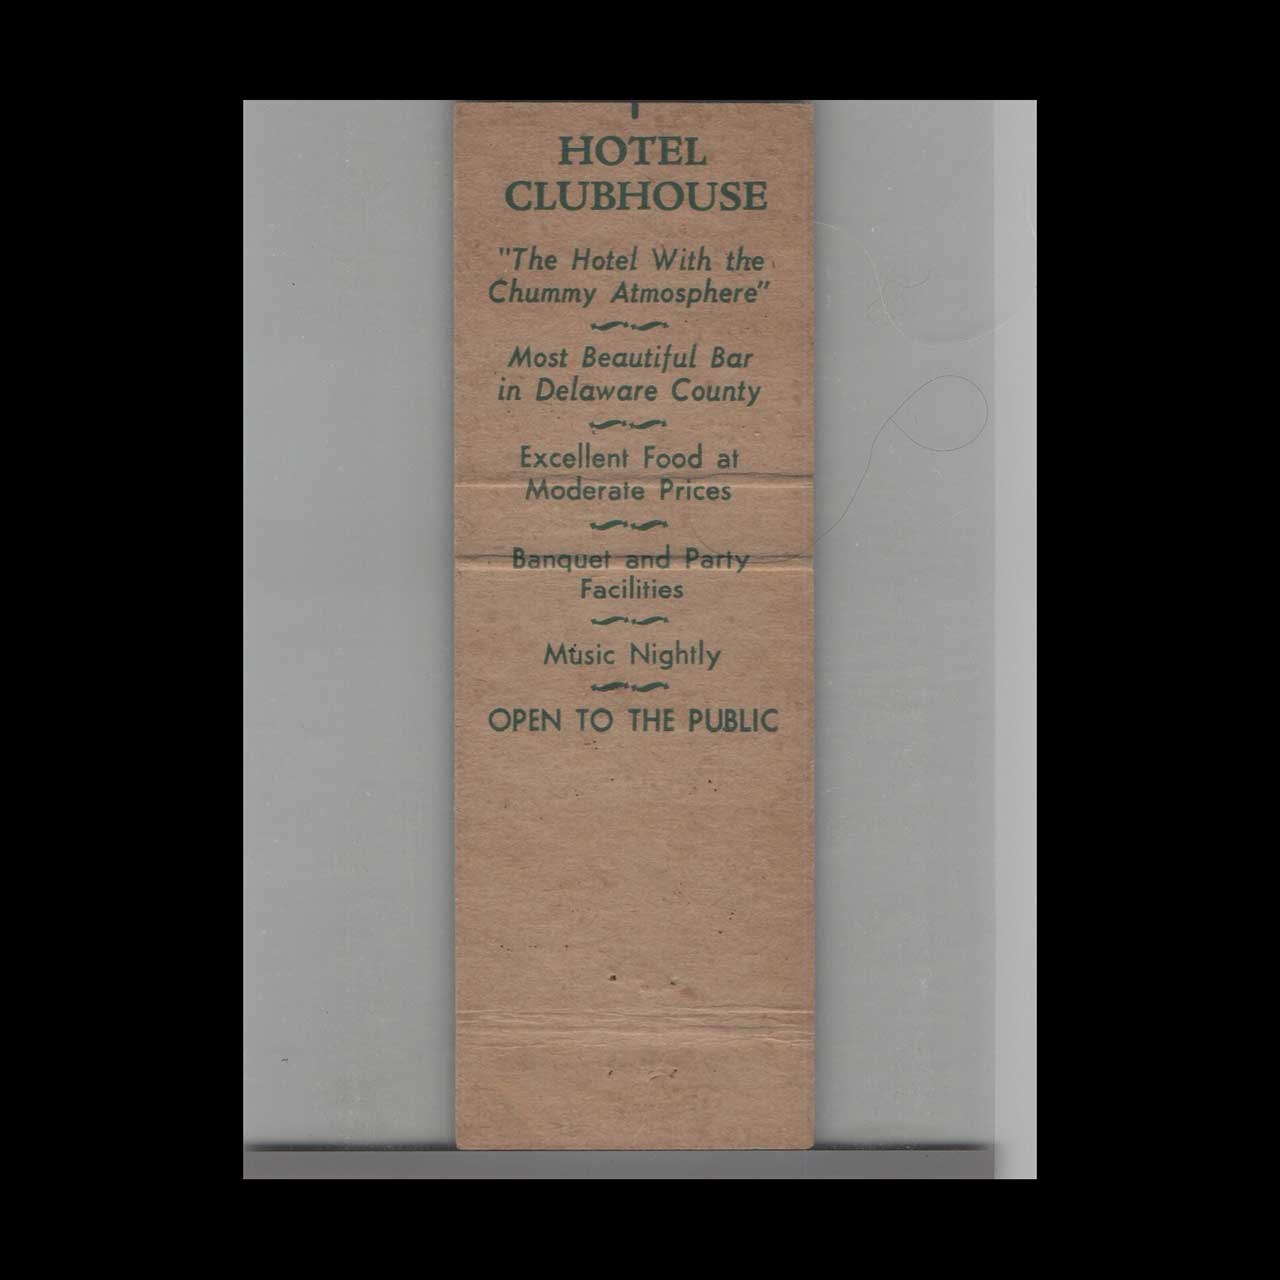 HOTEL
CLUBHOUSE
"The Hotel With the
Chummy Atmosphere"
Most Beautiful Bar
in Delaware County
Excellent Food at
Moderate Prices
Banquet and Party
Facilities
Music Nightly
OPEN TO THE PUBLIC